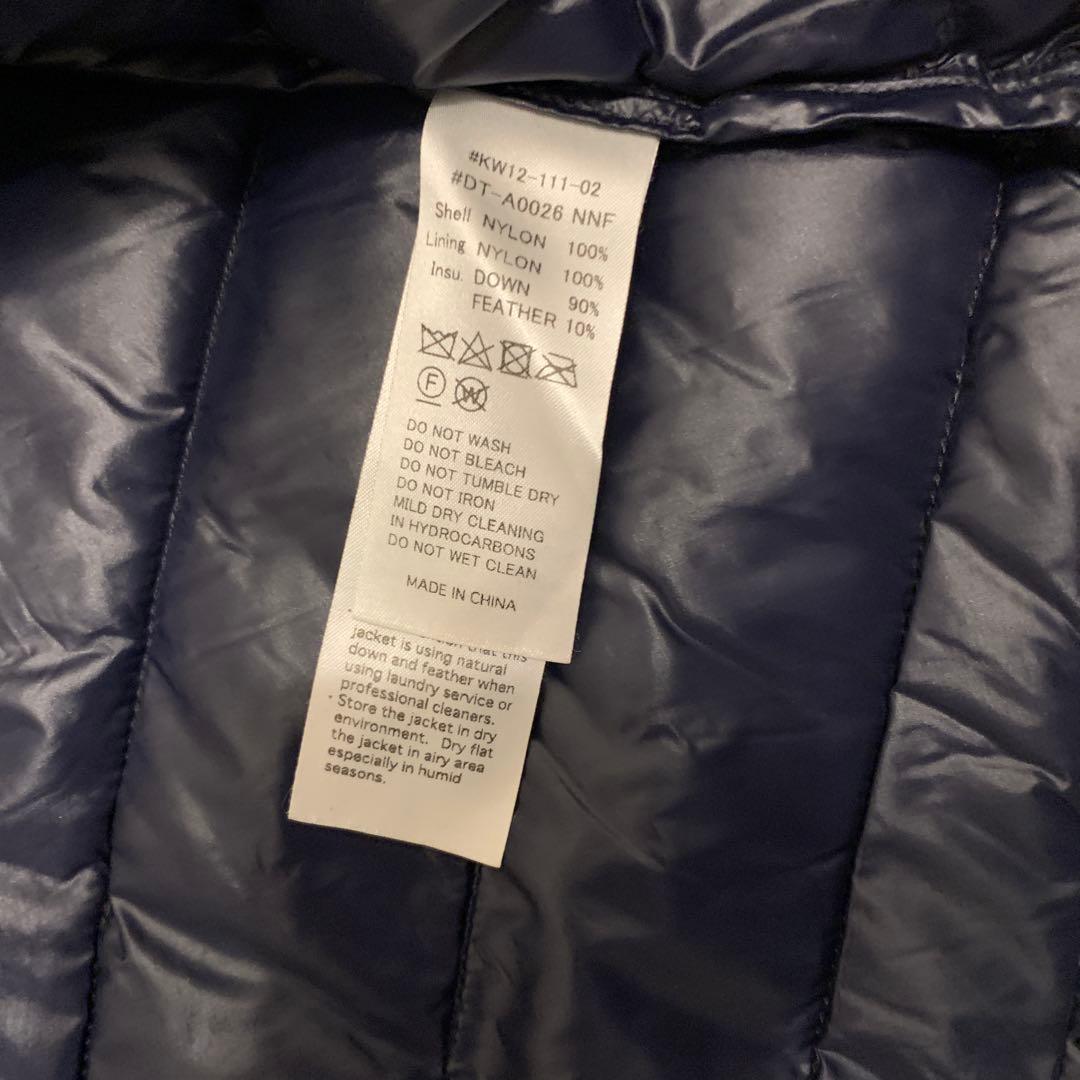 #KW12-111-02
#DT-A0026 NNF
Shell NYLON 100%
Lining NYLON 100%
Insu. DOWN 90%
FEATHER 10%
F W
DO NOT WASH
DO NOT BLEACH
DO NOT TUMBLE DRY
DO NOT IRON
MILD DRY CLEANING
IN HYDROCARBONS
DO NOT WET CLEAN
MADE IN CHINA
that this
jacket is using natural
down and feather when
using laundry service or
professional cleaners.
・Store the jacket in dry
environment. Dry flat
the jacket in airy area
especially in humid
seasons.